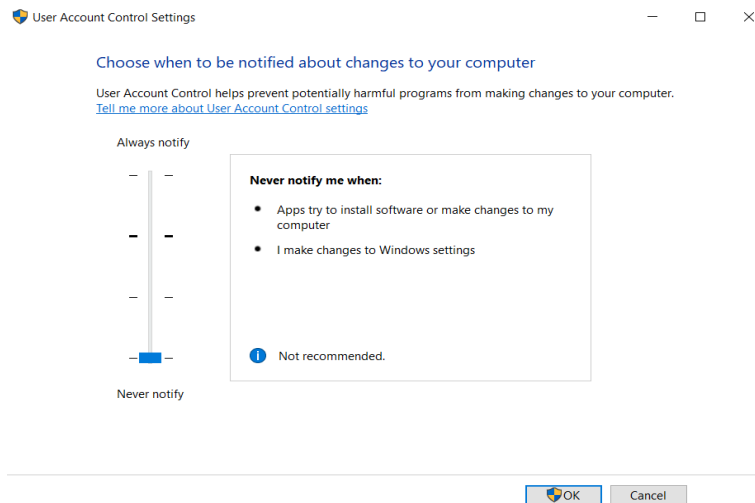 User Account Control Settings
Choose when to be notified about changes to your computer
User Account Control helps prevent potentially harmful programs from making changes to your computer.
Tell me more about User Account Control settings
Always notify
Never notify me when:
Apps try to install software or make changes to my
computer
I make changes to Windows settings
Not recommended.
Never notify
OK
Cancel